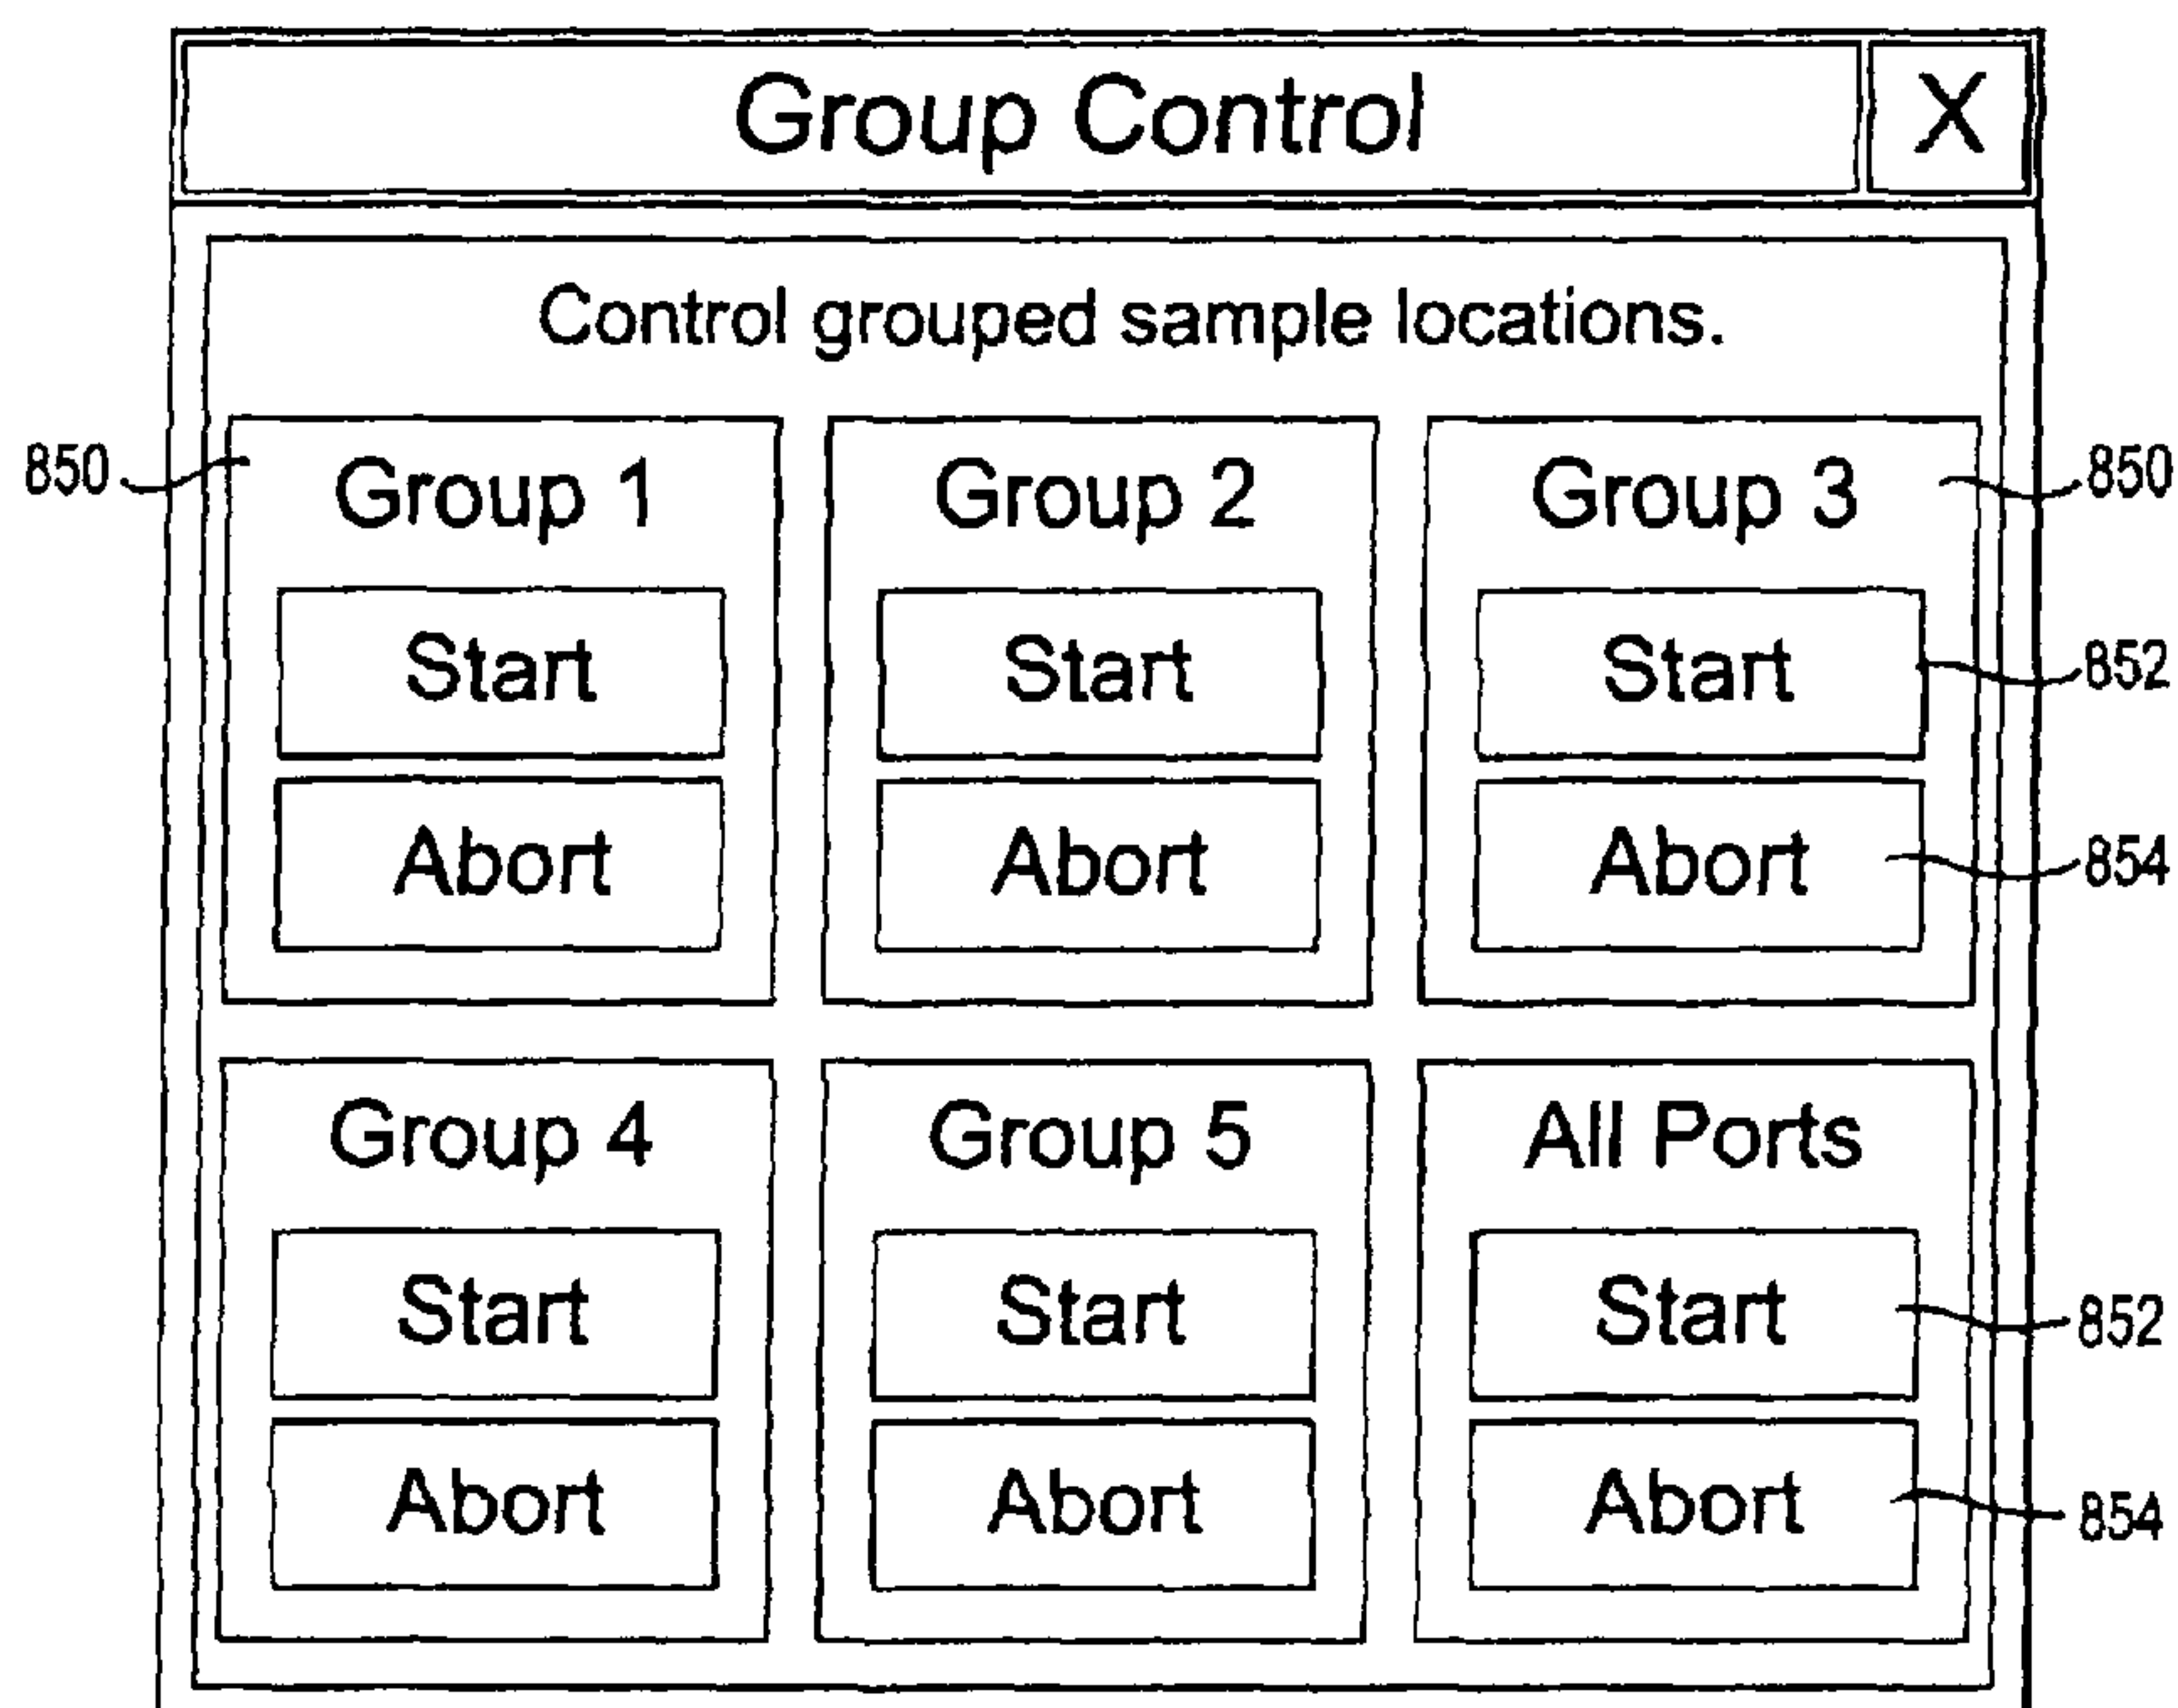 Group Control X
Control grouped sample locations.
850 Group 1 Group 2 Group 3 850
Start Start Start 852
Abort Abort Abort 854
Group 4 Group 5 All Ports
Start Start Start 852
Abort Abort Abort 854